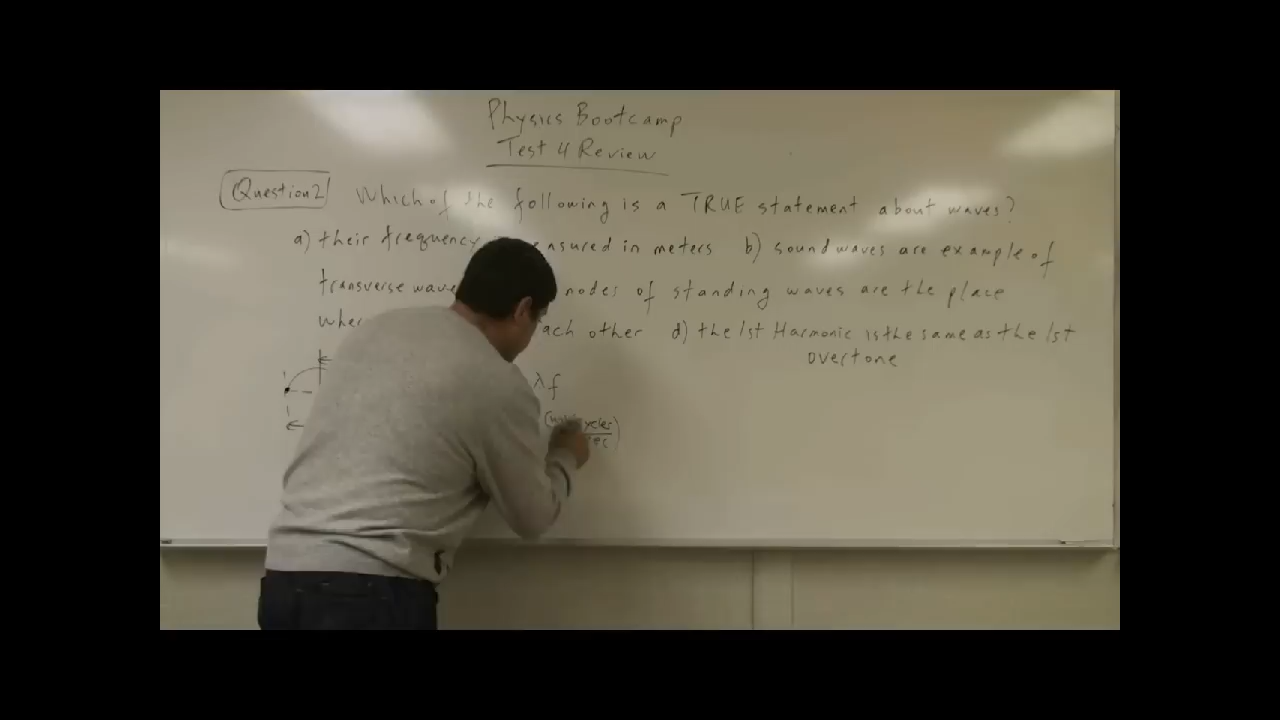 Physics Bootcamp
Test 4 Review
Question 2 Which of the following is a TRUE statement about waves?
a) their frequency measured in meters b) sound waves are example of
transverse wave nodes of standing waves are the place
wher each other d) the 1st Harmonic is the same as the 1st
overtone
λf